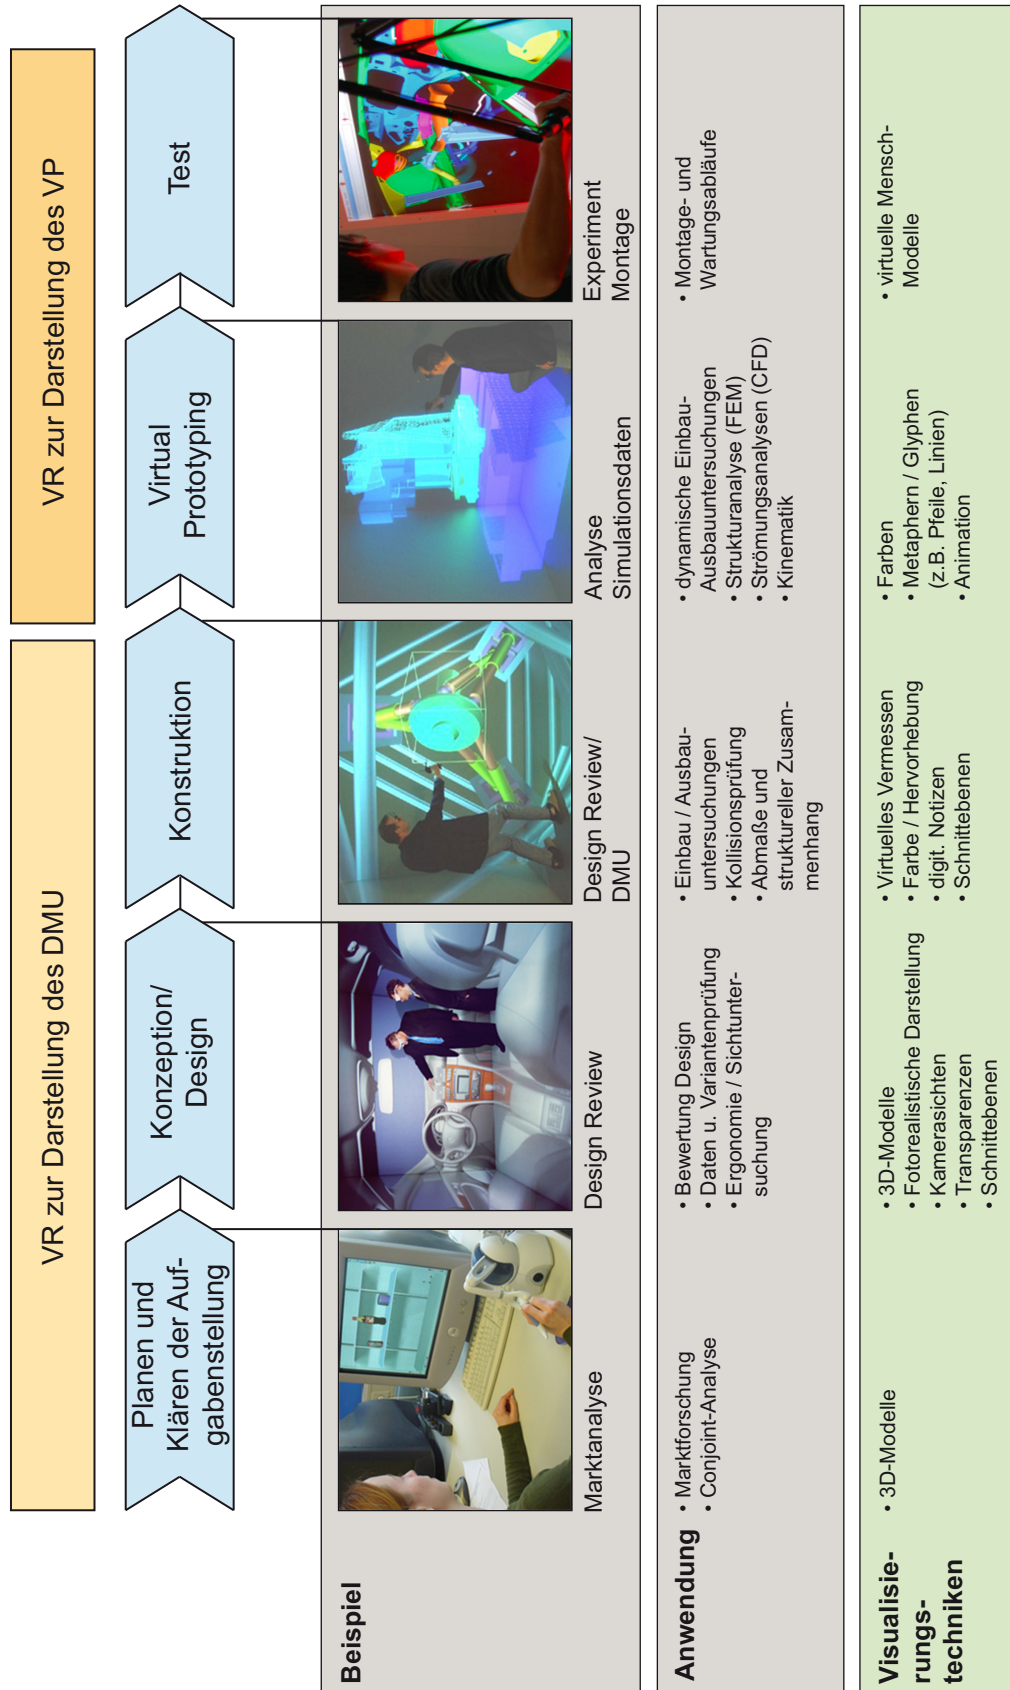 VR zur Darstellung des DMU
VR zur Darstellung des VP
Planen und
Klären der Auf-
gabenstellung
Konzeption/
Design
Konstruktion
Virtual
Prototyping
Test
Beispiel
Marktanalyse
Design Review
Design Review/
DMU
Analyse
Simulationsdaten
Experiment
Montage
Anwendung
• Marktforschung
• Conjoint-Analyse
• Bewertung Design
• Daten u. Variantenprüfung
• Ergonomie / Sichtunter-
suchung
• Einbau / Ausbau-
untersuchungen
• Kollisionsprüfung
• Abmaße und
struktureller Zusam-
menhang
• dynamische Einbau-
Ausbauuntersuchungen
• Strukturanalyse (FEM)
• Strömungsanalysen (CFD)
• Kinematik
• Montage- und
Wartungsabläufe
Visualisie-
rungs-
techniken
• 3D-Modelle
• 3D-Modelle
• Fotorealistische Darstellung
• Kamerasichten
• Transparenzen
• Schnittebenen
• Virtuelles Vermessen
• Farbe / Hervorhebung
• digit. Notizen
• Schnittebenen
• Farben
• Metaphern / Glyphen
(z.B. Pfeile, Linien)
• Animation
• virtuelle Mensch-
Modelle